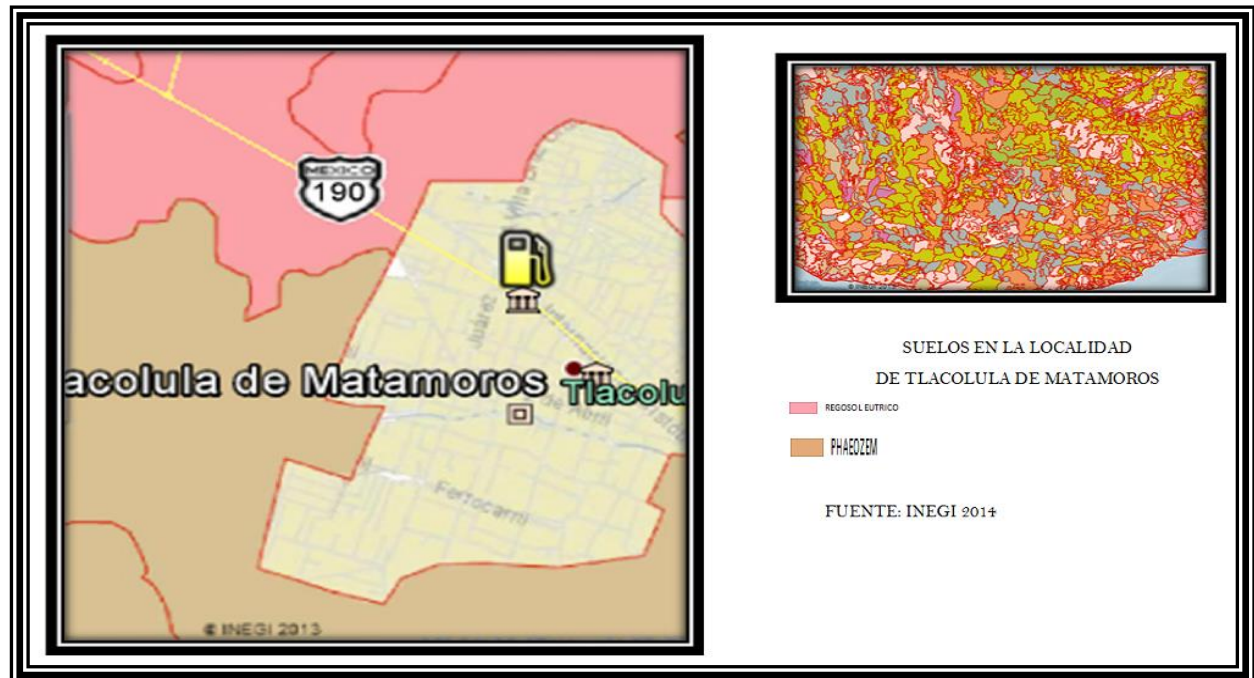 MEXICO
190
Juárez
acolula de Matamoros
Tlacolu
de Abril
Ferrocarril
© INEGI 2013
SUELOS EN LA LOCALIDAD
DE TLACOLULA DE MATAMOROS
REGOSOL EUTRICO
PHAEOZEM
FUENTE: INEGI 2014